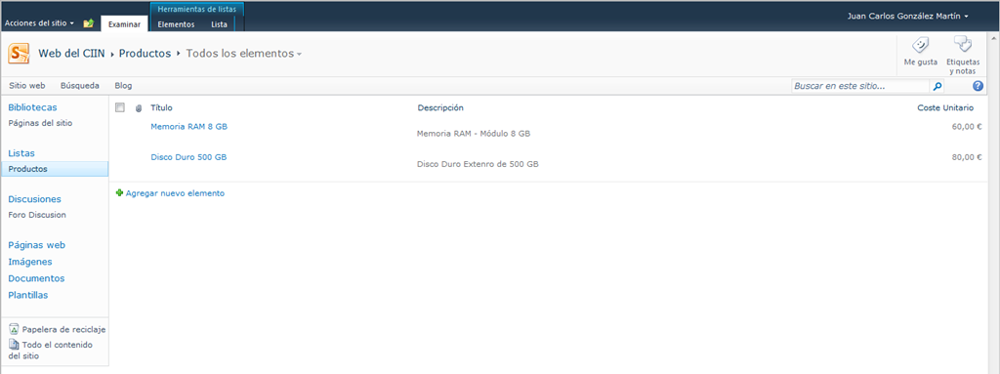 Herramientas de listas
Acciones del sitio Examinar Elementos Lista
Juan Carlos González Martín
Web del CIIN Productos Todos los elementos
Me gusta
Etiquetas y notas
Sitio web Búsqueda Blog
Buscar en este sitio...
Bibliotecas
Páginas del sitio
Listas
Productos
Discusiones
Foro Discusion
Páginas web
Imágenes
Documentos
Plantillas
Papelera de reciclaje
Todo el contenido
del sitio
Título Descripción Coste Unitario
Memoria RAM 8 GB Memoria RAM - Módulo 8 GB 60,00 €
Disco Duro 500 GB Disco Duro Extenro de 500 GB 80,00 €
Agregar nuevo elemento